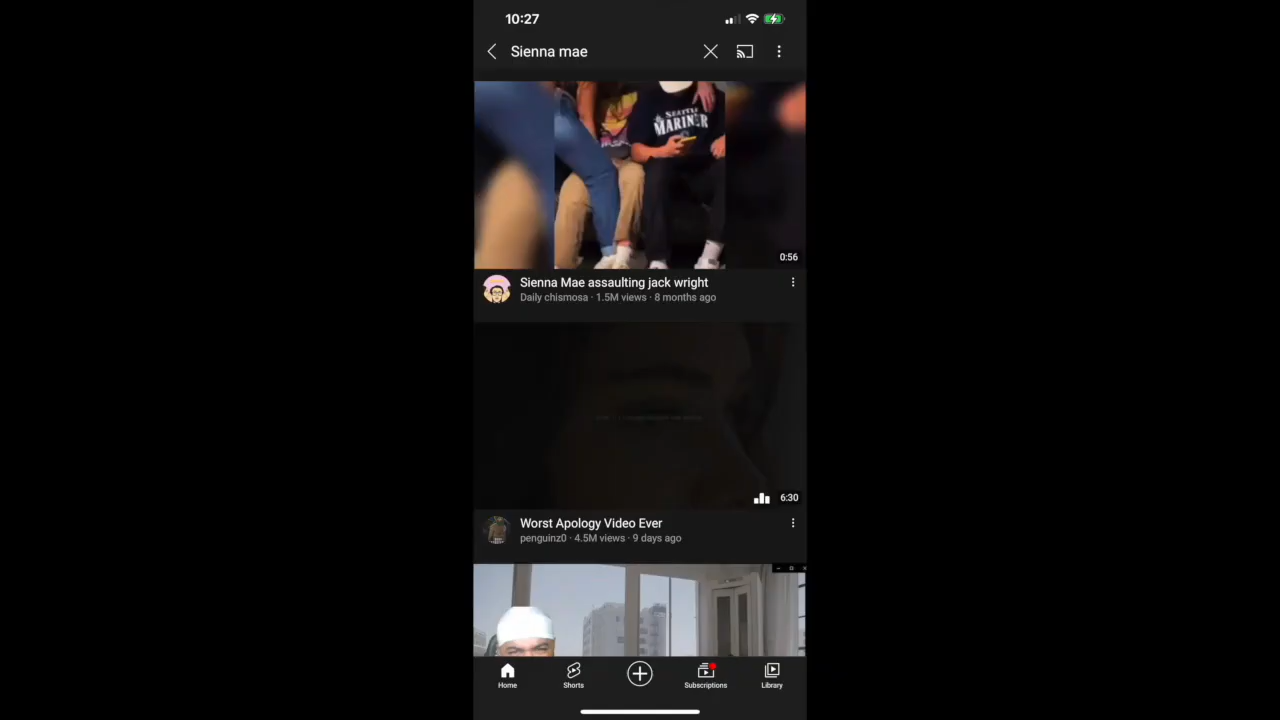 10:27
Sienna mae
SEATTLE
MARINER
0:56
Sienna Mae assaulting jack wright
Daily chismosa · 1.5M views · 8 months ago
6:30
Worst Apology Video Ever
penguinz0 · 4.5M views · 9 days ago
Home
Shorts
Subscriptions
Library